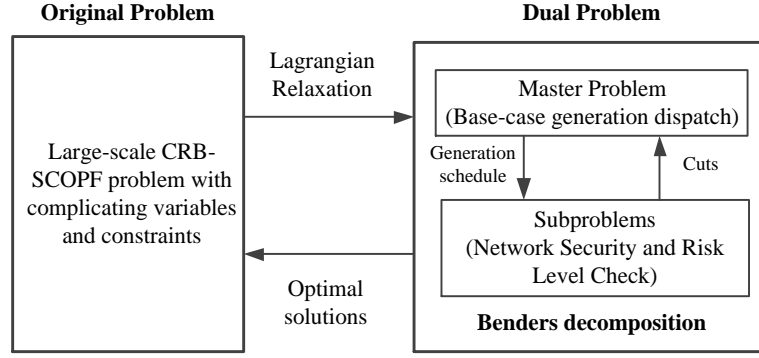 Original Problem
Dual Problem
Large-scale CRB-
SCOPF problem with
complicating variables
and constraints
Lagrangian
Relaxation
Optimal
solutions
Master Problem
(Base-case generation dispatch)
Generation
schedule
Cuts
Subproblems
(Network Security and Risk
Level Check)
Benders decomposition